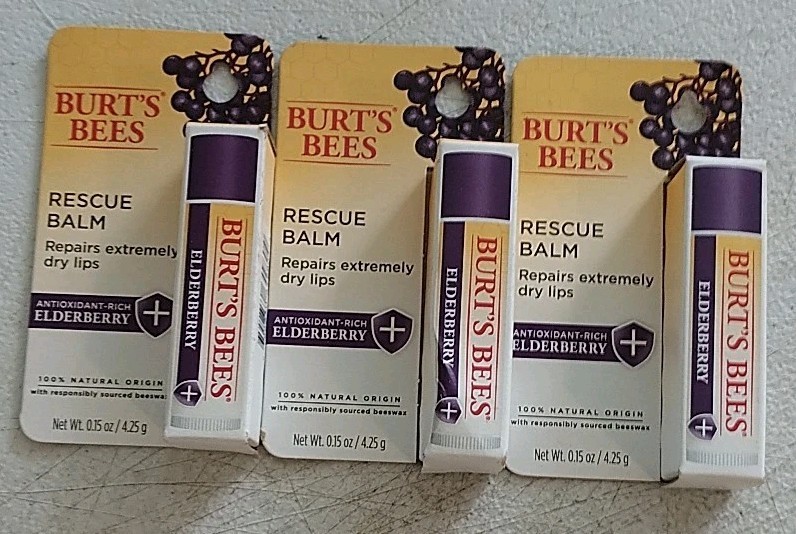 BURT'S
BEES
RESCUE
BALM
Repairs extremely
dry lips
ANTIOXIDANT-RICH
ELDERBERRY
100% NATURAL ORIGIN
with responsibly sourced beeswax
Net Wt. 0.15 oz / 4.25 g
BURT'S BEES
ELDERBERRY
BURT'S
BEES
RESCUE
BALM
Repairs extremely
dry lips
ANTIOXIDANT-RICH
ELDERBERRY
100% NATURAL ORIGIN
with responsibly sourced beeswax
Net Wt. 0.15 oz / 4.25 g
BURT'S BEES
ELDERBERRY
BURT'S
BEES
RESCUE
BALM
Repairs extremely
dry lips
ANTIOXIDANT-RICH
ELDERBERRY
100% NATURAL ORIGIN
with responsibly sourced beeswax
Net Wt. 0.15 oz / 4.25 g
BURT'S BEES
ELDERBERRY